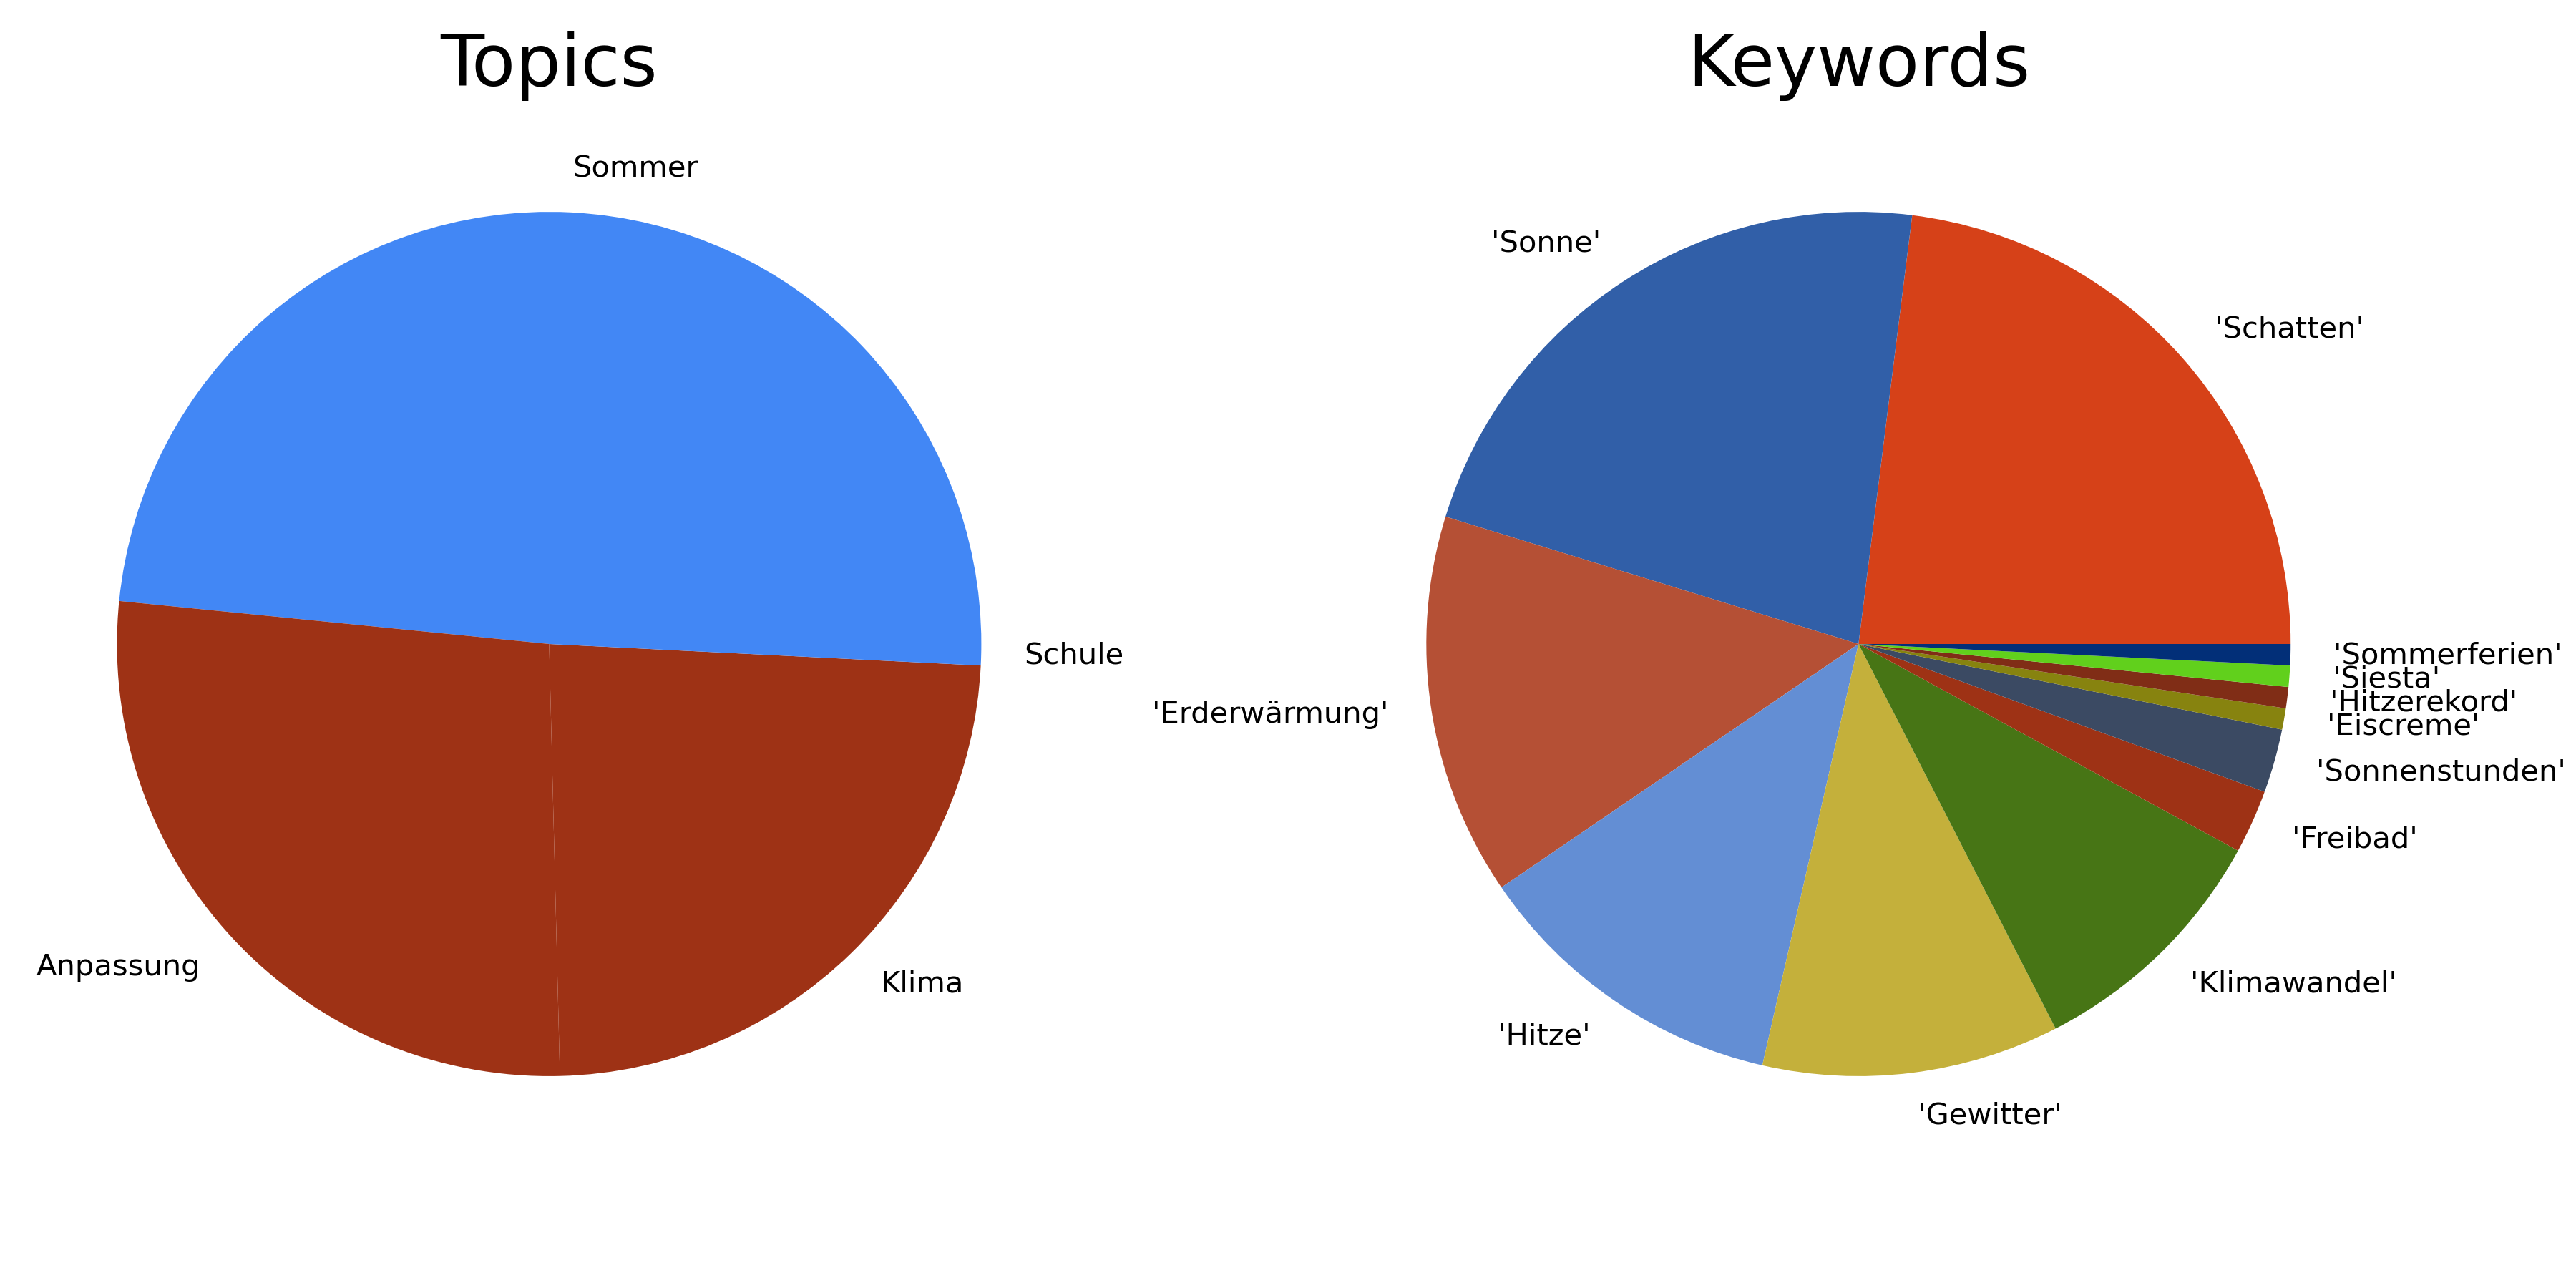 Topics
Sommer
Schule
Anpassung
Klima
Keywords
'Sonne'
'Schatten'
'Erderwärmung'
'Hitze'
'Gewitter'
'Klimawandel'
'Freibad'
'Sonnenstunden'
'Eiscreme'
'Hitzerekord'
'Siesta'
'Sommerferien'